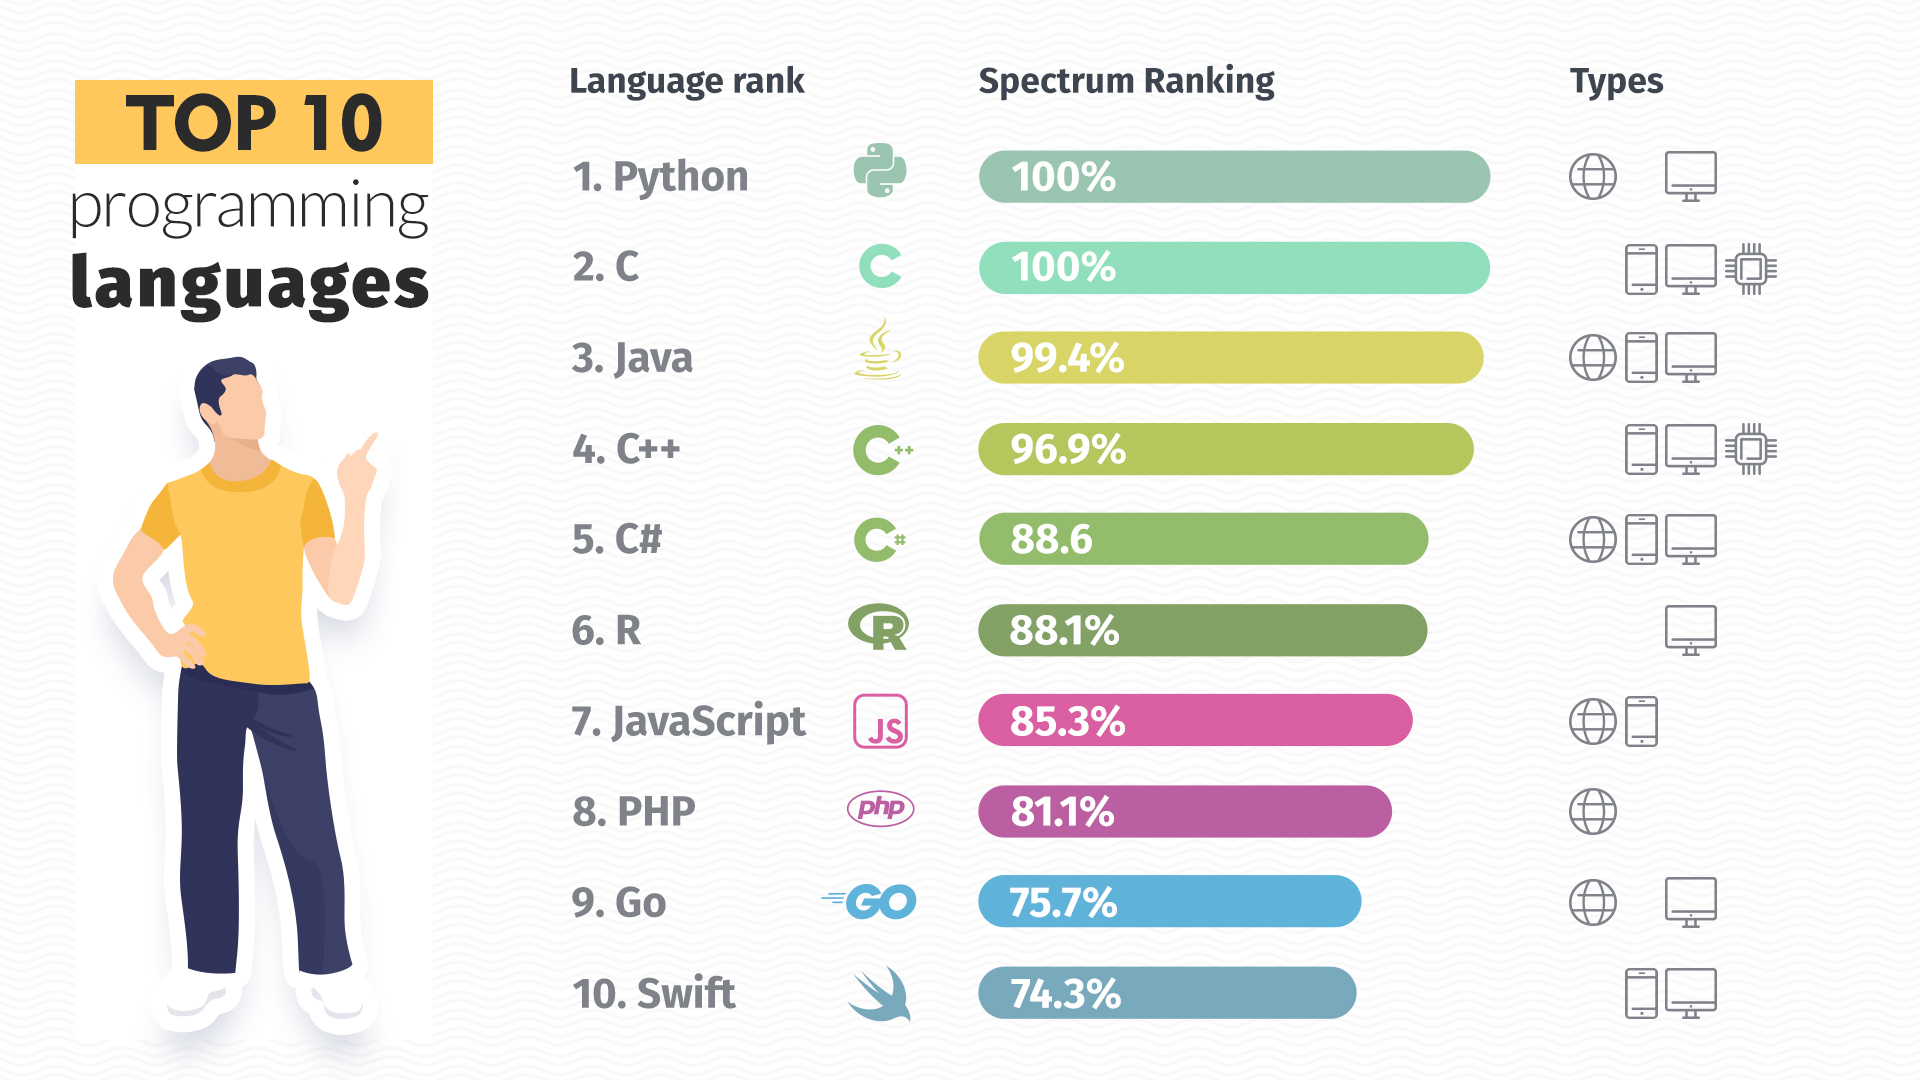 TOP 10
programming
languages
Language rank Spectrum Ranking Types
1. Python 100%
2. C C 100%
3. Java 99.4%
4. C++ C++ 96.9%
5. C# C# 88.6
6. R R 88.1%
7. JavaScript JS 85.3%
8. PHP php 81.1%
9. Go GO 75.7%
10. Swift 74.3%